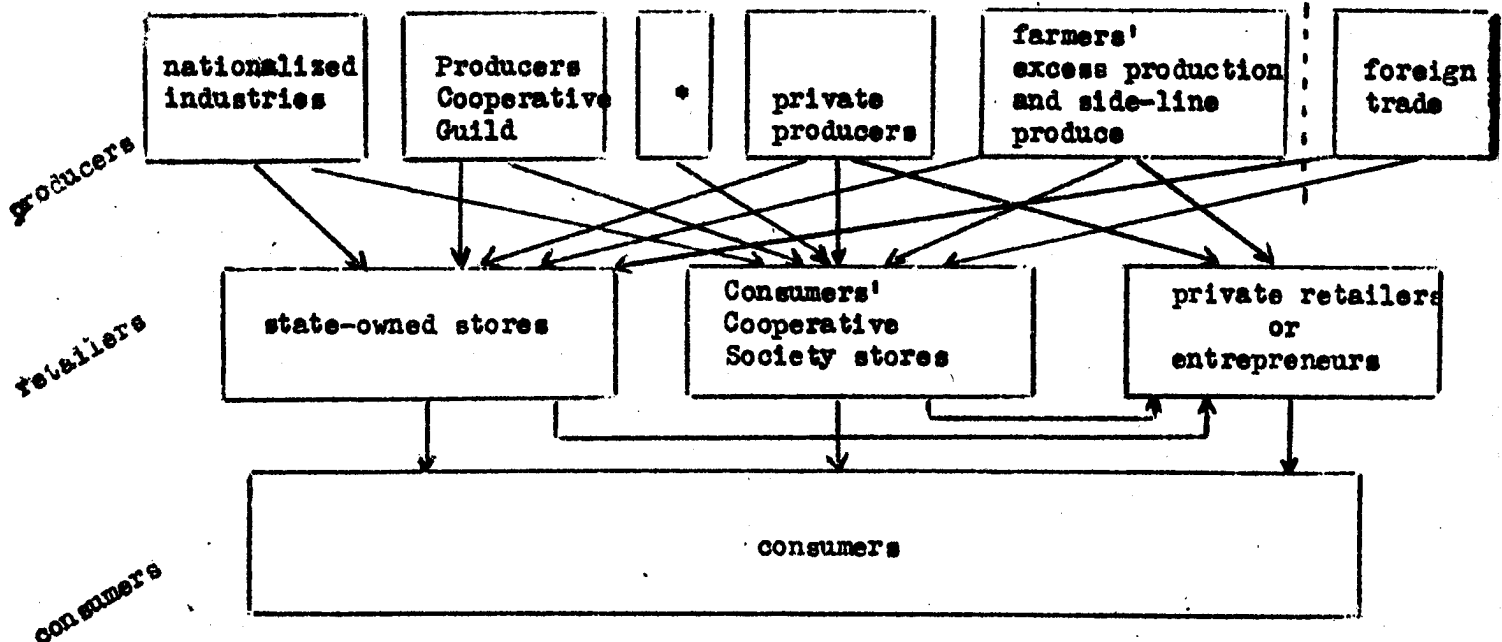 producers
nationalized
industries
Producers
Cooperative
Guild
*
private
producers
farmers'
excess production
and side-line
produce
foreign
trade
retailers
state-owned stores
Consumers'
Cooperative
Society stores
private retailers
or
entrepreneurs
consumers
consumers